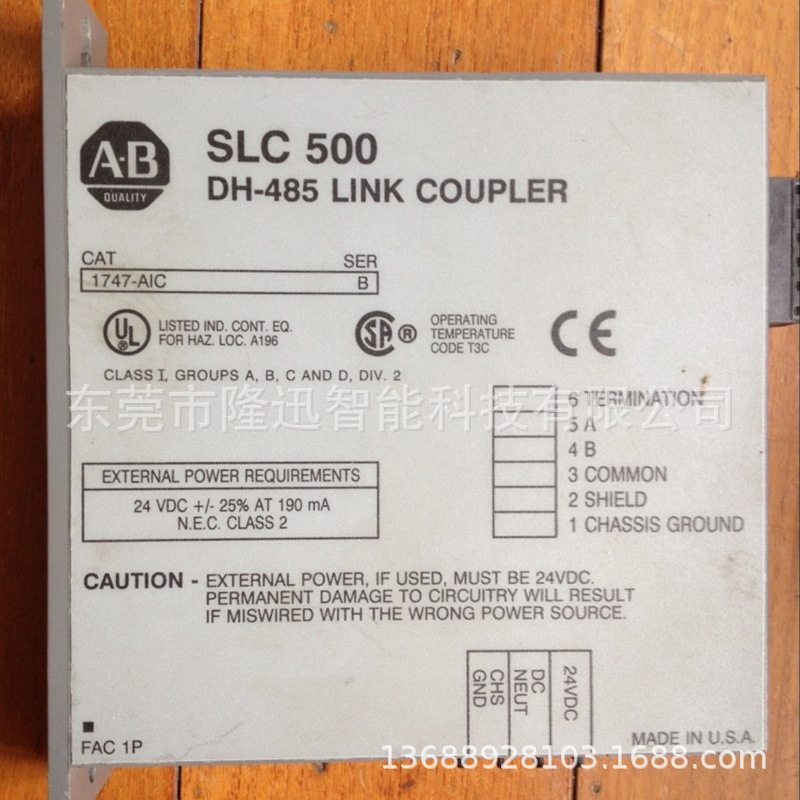 A-B
QUALITY
SLC 500
DH-485 LINK COUPLER
CAT SER
1747-AIC B
UL
LISTED IND. CONT. EQ.
FOR HAZ. LOC. A196
SA ®
OPERATING
TEMPERATURE
CODE T3C
CE
CLASS I, GROUPS A, B, C AND D, DIV. 2
东莞市隆迅智能科技有限公司
6 TERMINATION
5 A
4 B
3 COMMON
2 SHIELD
1 CHASSIS GROUND
EXTERNAL POWER REQUIREMENTS
24 VDC +/- 25% AT 190 mA
N.E.C. CLASS 2
CAUTION - EXTERNAL POWER, IF USED, MUST BE 24VDC.
PERMANENT DAMAGE TO CIRCUITRY WILL RESULT
IF MISWIRED WITH THE WRONG POWER SOURCE.
CHS
GND
DC
NEUT
24VDC
FAC 1P
MADE IN U.S.A.
13688928103.1688.com